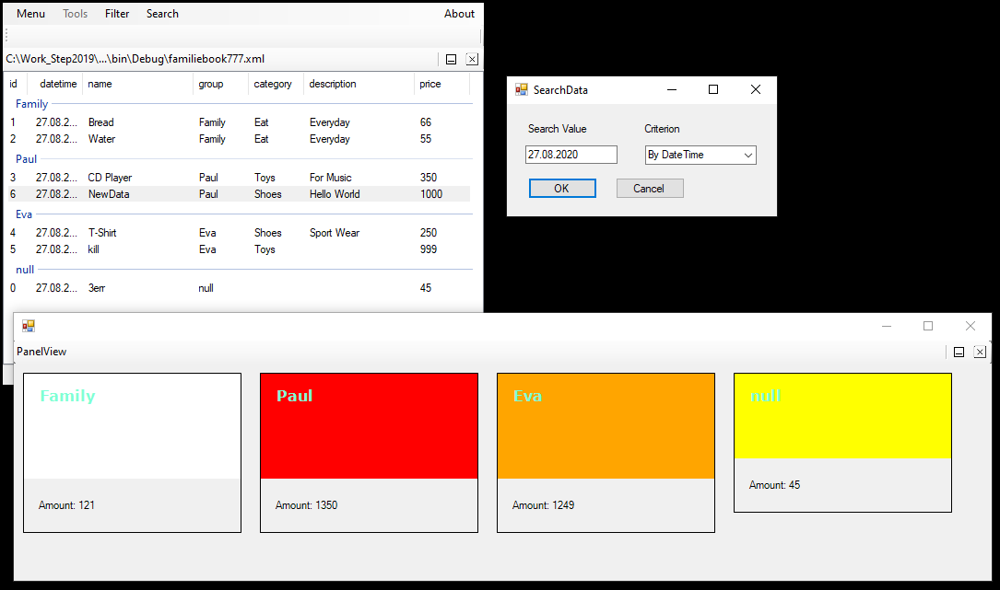 Menu Tools Filter Search About
C:\Work_Step2019\...\bin\Debug\familiebook777.xml
id datetime name group category description price
Family
1 27.08.2... Bread Family Eat Everyday 66
2 27.08.2... Water Family Eat Everyday 55
Paul
3 27.08.2... CD Player Paul Toys For Music 350
6 27.08.2... NewData Paul Shoes Hello World 1000
Eva
4 27.08.2... T-Shirt Eva Shoes Sport Wear 250
5 27.08.2... kill Eva Toys 999
null
0 27.08.2... 3err null 45
SearchData
Search Value Criterion
27.08.2020 By DateTime
OK Cancel
PanelView
Family Paul Eva null
Amount: 121 Amount: 1350 Amount: 1249 Amount: 45